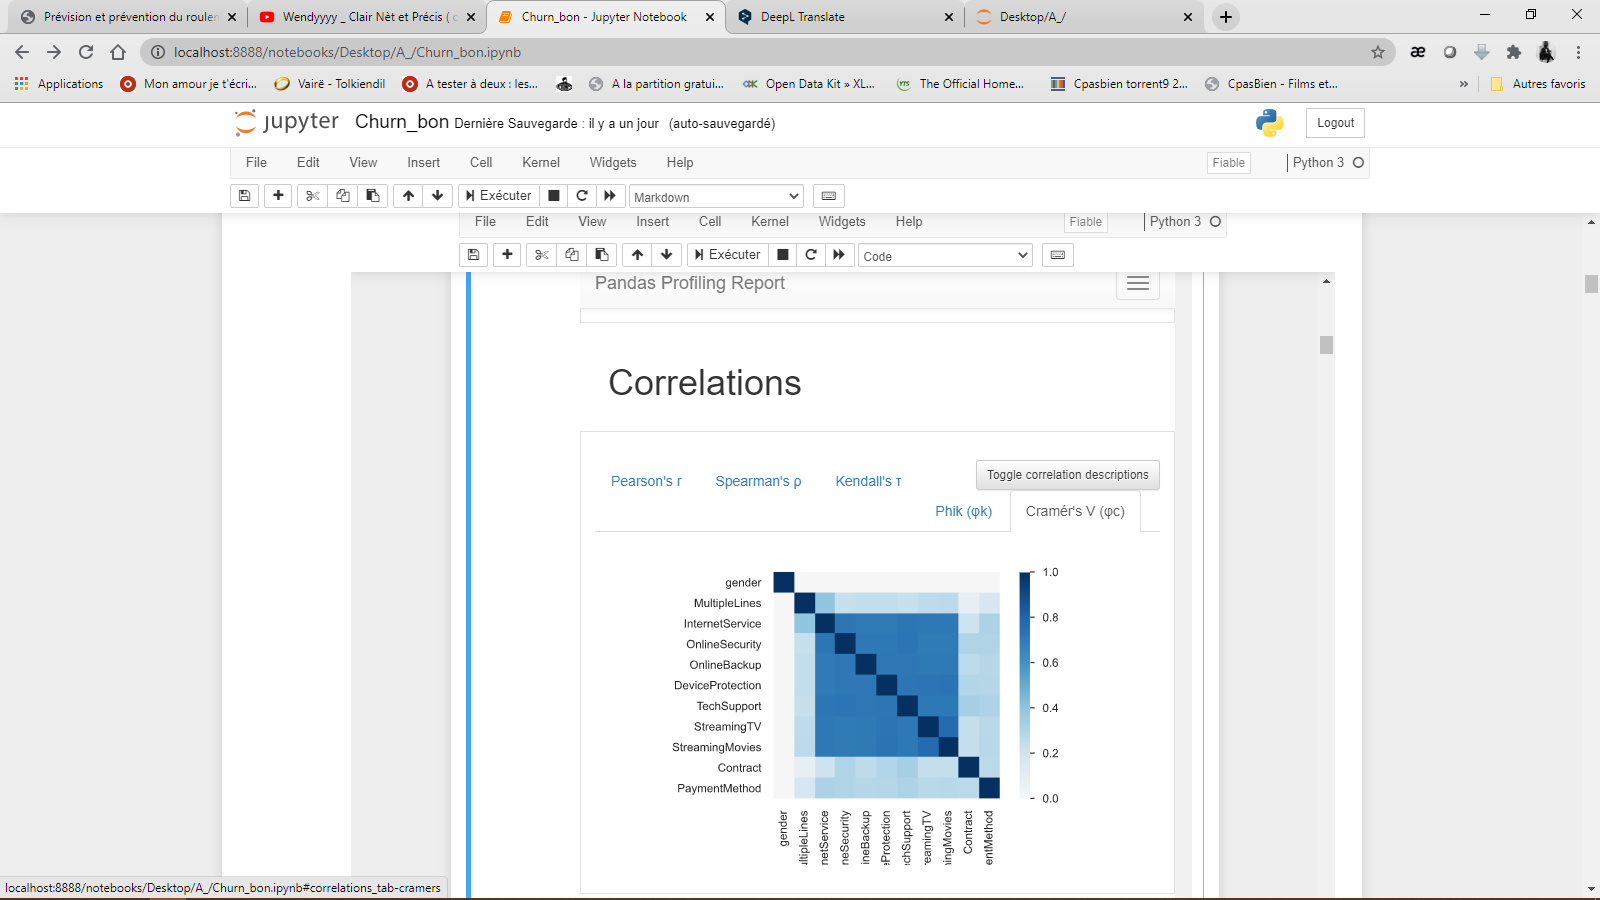 Prévision et prévention du rouler
Wendyyyy _ Clair Nèt et Précis ( c
Churn_bon - Jupyter Notebook
DeepL Translate
Desktop/A_/
localhost:8888/notebooks/Desktop/A_/Churn_bon.ipynb
Applications
Mon amour je t'écri...
Vairë - Tolkiendil
A tester à deux : les...
A la partition gratui...
Open Data Kit » XL...
The Official Home...
Cpasbien torrent9 2...
CpasBien - Films et...
»
Autres favoris
jupyter Churn_bon Dernière Sauvegarde : il y a un jour (auto-sauvegardé)
Logout
File Edit View Insert Cell Kernel Widgets Help
Fiable
Python 3
Exécuter
Markdown
File Edit View Insert Cell Kernel Widgets Help
Fiable
Python 3
Exécuter
Code
Pandas Profiling Report
Correlations
Toggle correlation descriptions
Pearson's r Spearman's ρ Kendall's τ
Phik (φk) Cramér's V (φc)
gender
MultipleLines
InternetService
OnlineSecurity
OnlineBackup
DeviceProtection
TechSupport
StreamingTV
StreamingMovies
Contract
PaymentMethod
1.0
0.8
0.6
0.4
0.2
0.0
gender
ltipleLines
netService
neSecurity
ineBackup
Protection
chSupport
reamingTV
ingMovies
Contract
entMethod
localhost:8888/notebooks/Desktop/A_/Churn_bon.ipynb#correlations_tab-cramers